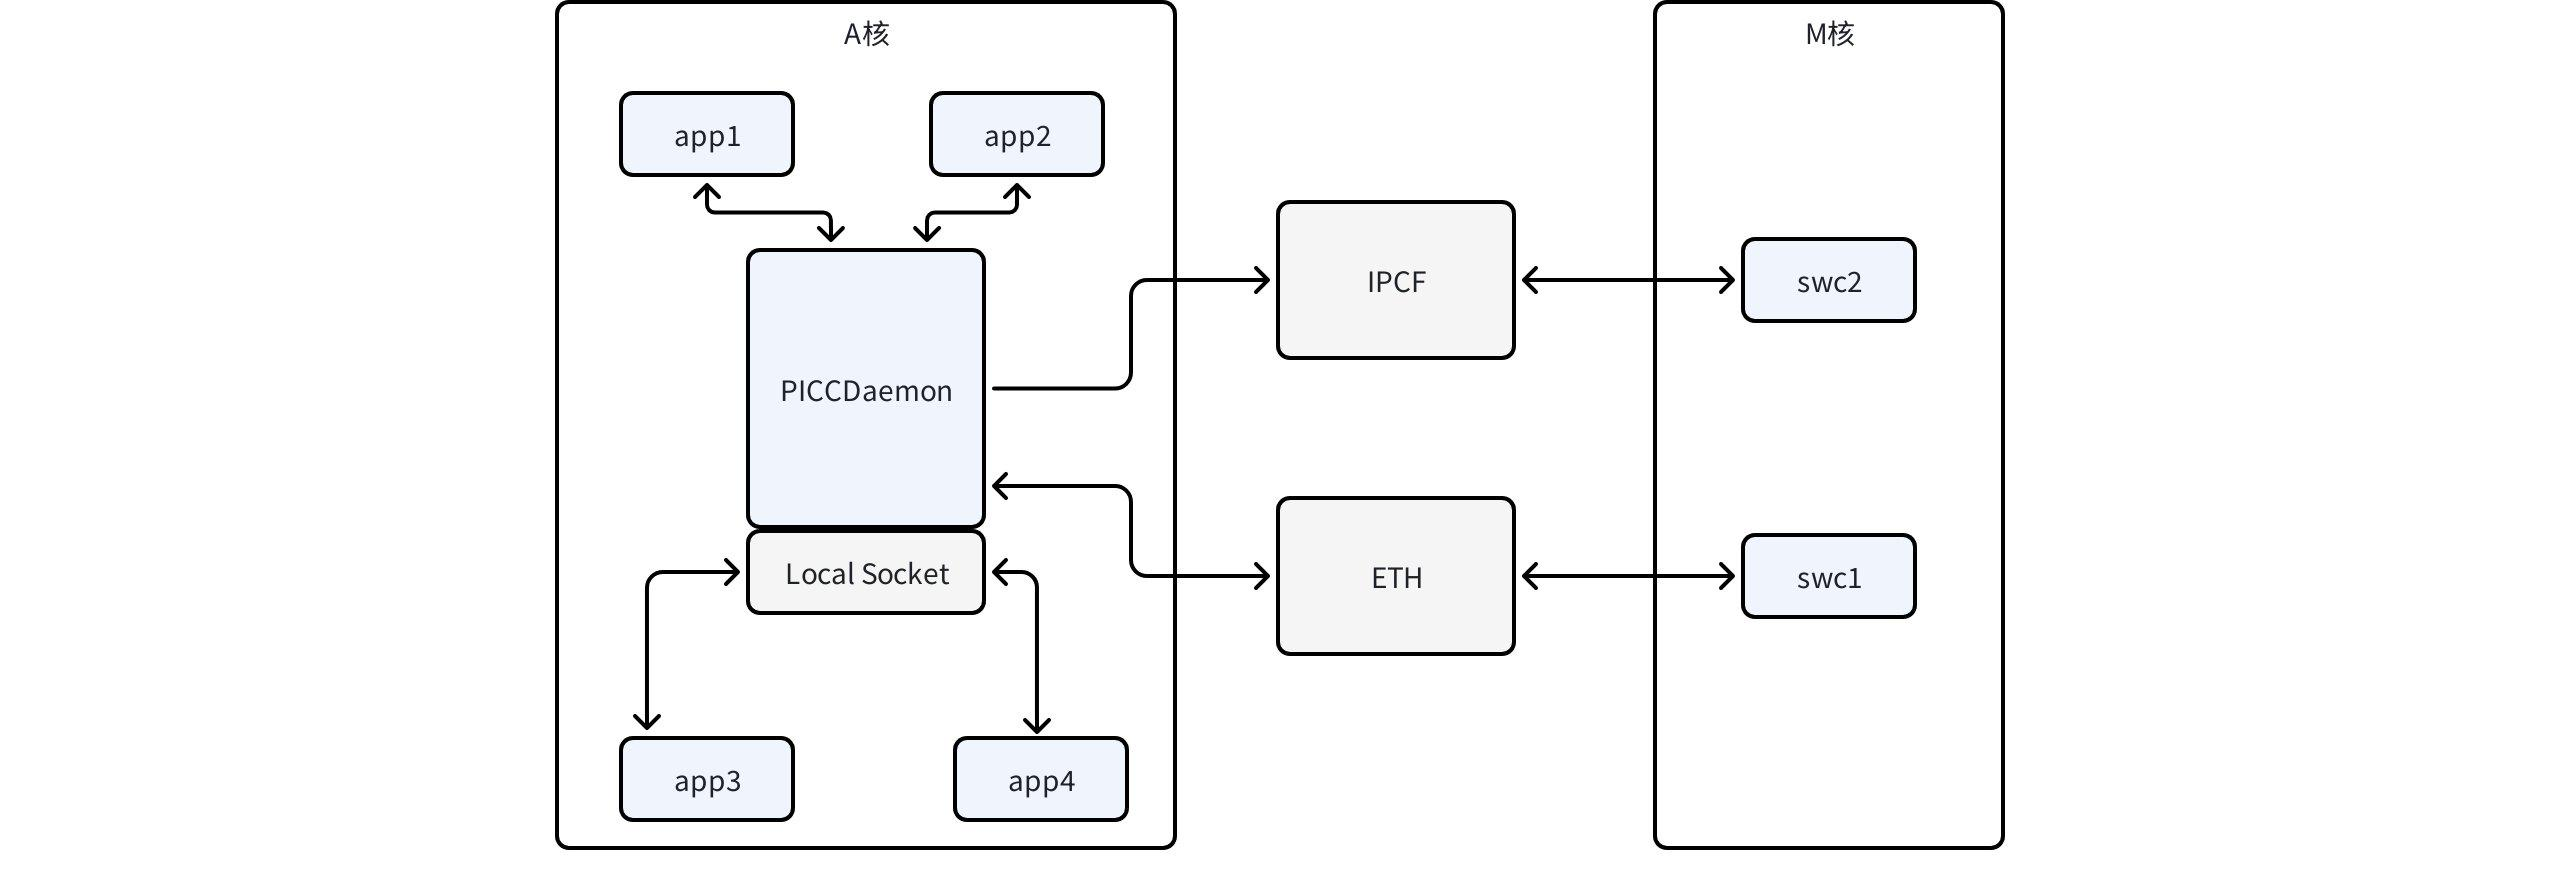 A核
M核
app1
app2
IPCF
swc2
PICCDaemon
Local Socket
ETH
swc1
app3
app4